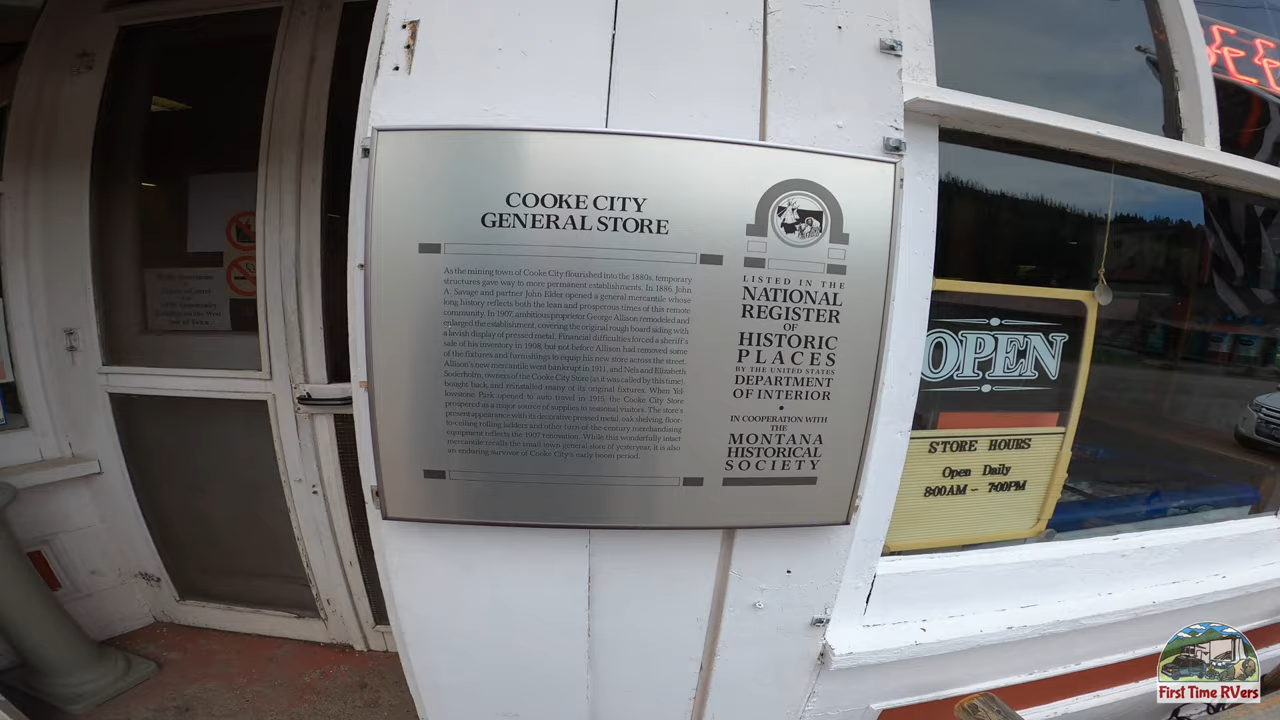 COOKE CITY
GENERAL STORE
As the mining town of Cooke City flourished into the 1880s, temporary
structures gave way to more permanent establishments. In 1886, John
A. Savage and partner John Elder opened a general mercantile whose
long history reflects both the lean and prosperous times of this remote
community. In 1907, ambitious proprietor George Allison remodeled and
enlarged the establishment, covering the original rough board siding with
a lavish display of pressed metal. Financial difficulties forced a sheriff's
sale of his inventory in 1908, but not before Allison had removed some
of the fixtures and furnishings to equip his new store across the street.
Allison's new mercantile went bankrupt in 1911, and Nels and Elizabeth
Soderholm, owners of the Cooke City Store (as it was called by this time),
bought back, and reinstalled many of its original fixtures. When Yel-
lowstone Park opened to auto travel in 1915, the Cooke City Store
prospered as a major source of supplies to seasonal visitors. The store's
present appearance with its decorative pressed metal, oak shelving, floor-
to-ceiling rolling ladders and other turn-of-the-century merchandising
equipment reflects the 1907 renovation. While this wonderfully intact
mercantile recalls the small town general store of yesteryear, it is also
an enduring survivor of Cooke City's early boom period.
LISTED IN THE
NATIONAL
REGISTER
OF
HISTORIC
PLACES
BY THE UNITED STATES
DEPARTMENT
OF INTERIOR
•
IN COOPERATION WITH
THE
MONTANA
HISTORICAL
SOCIETY
OPEN
STORE HOURS
Open Daily
8:00AM - 7:00PM
First Time RVers